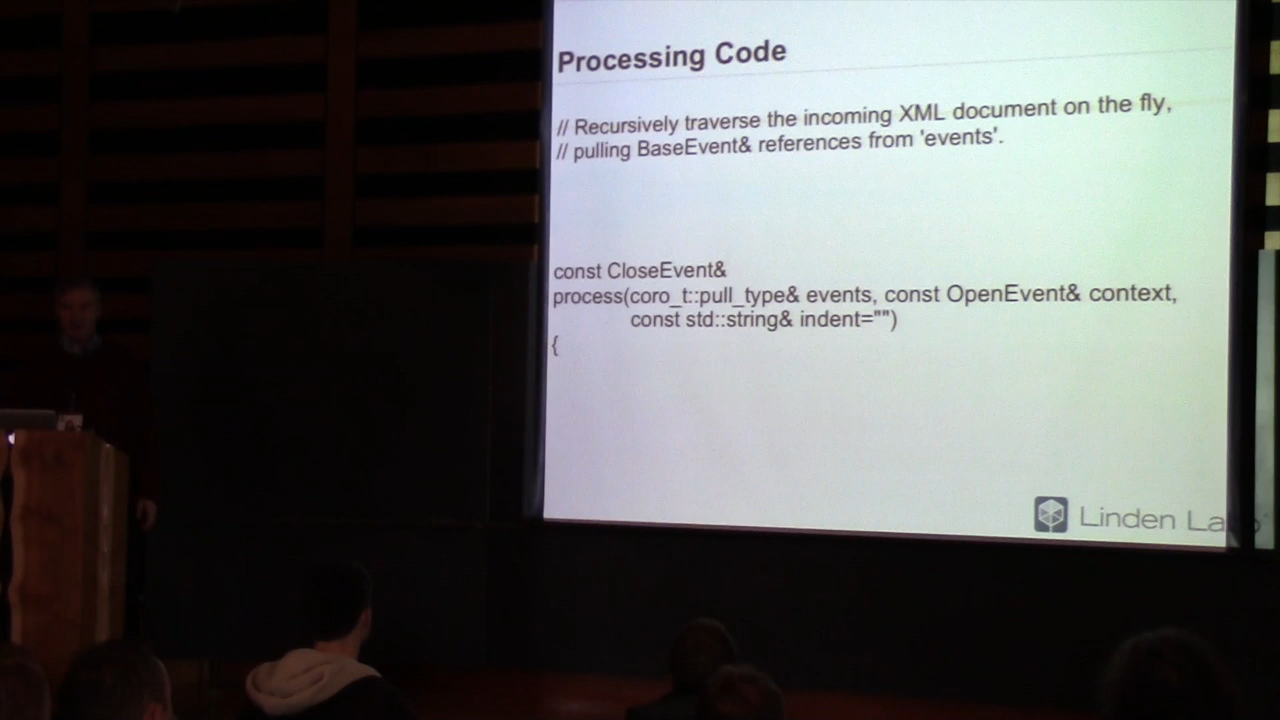 Processing Code
// Recursively traverse the incoming XML document on the fly,
// pulling BaseEvent& references from 'events'.
const CloseEvent&
process(coro_t::pull_type& events, const OpenEvent& context,
const std::string& indent="")
{
Linden Lab